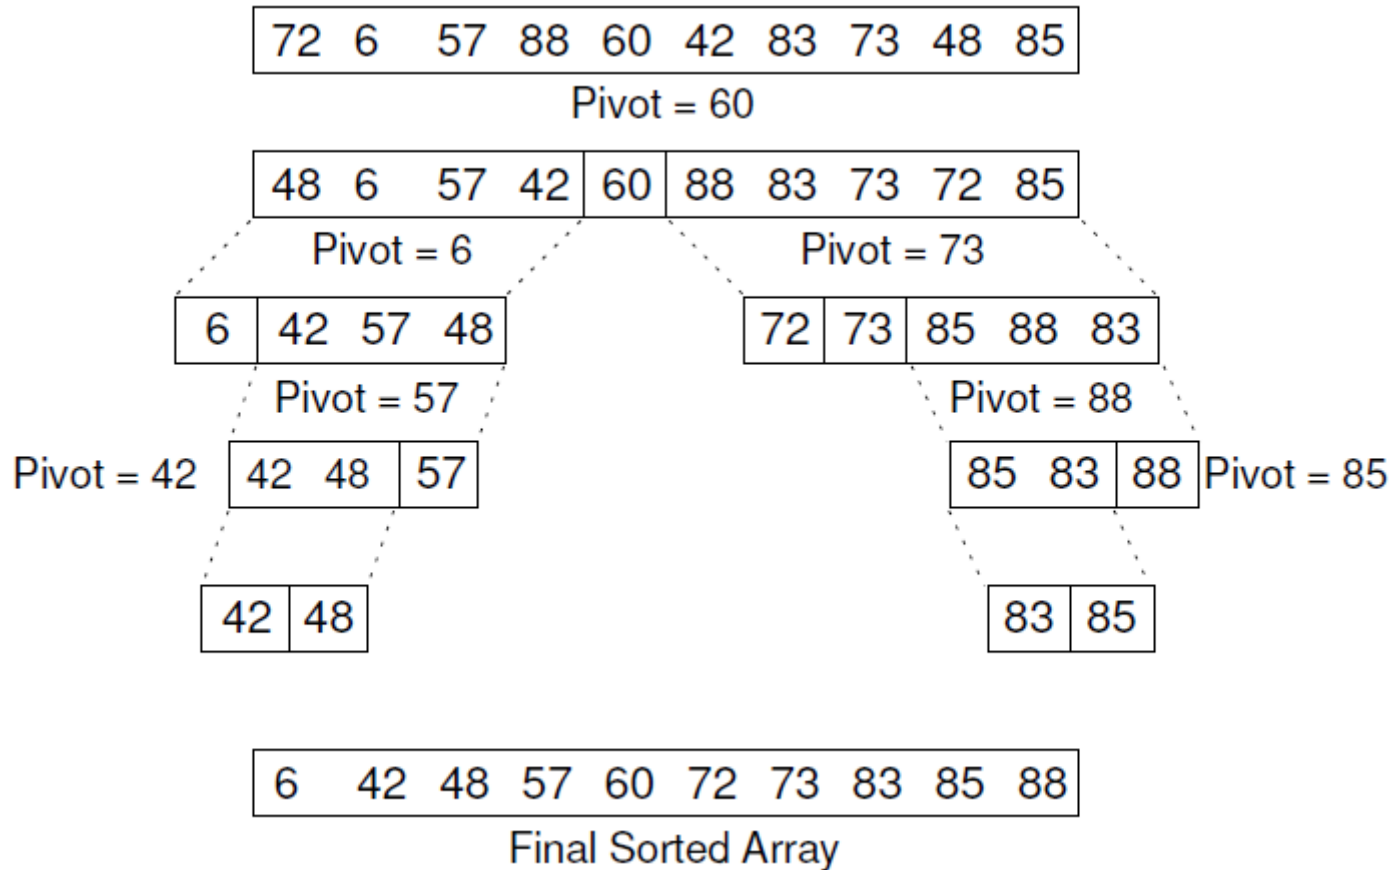 72 6 57 88 60 42 83 73 48 85
Pivot = 60
48 6 57 42 60 88 83 73 72 85
Pivot = 6 Pivot = 73
6 42 57 48 72 73 85 88 83
Pivot = 57 Pivot = 88
Pivot = 42 42 48 57 85 83 88 Pivot = 85
42 48 83 85
6 42 48 57 60 72 73 83 85 88
Final Sorted Array